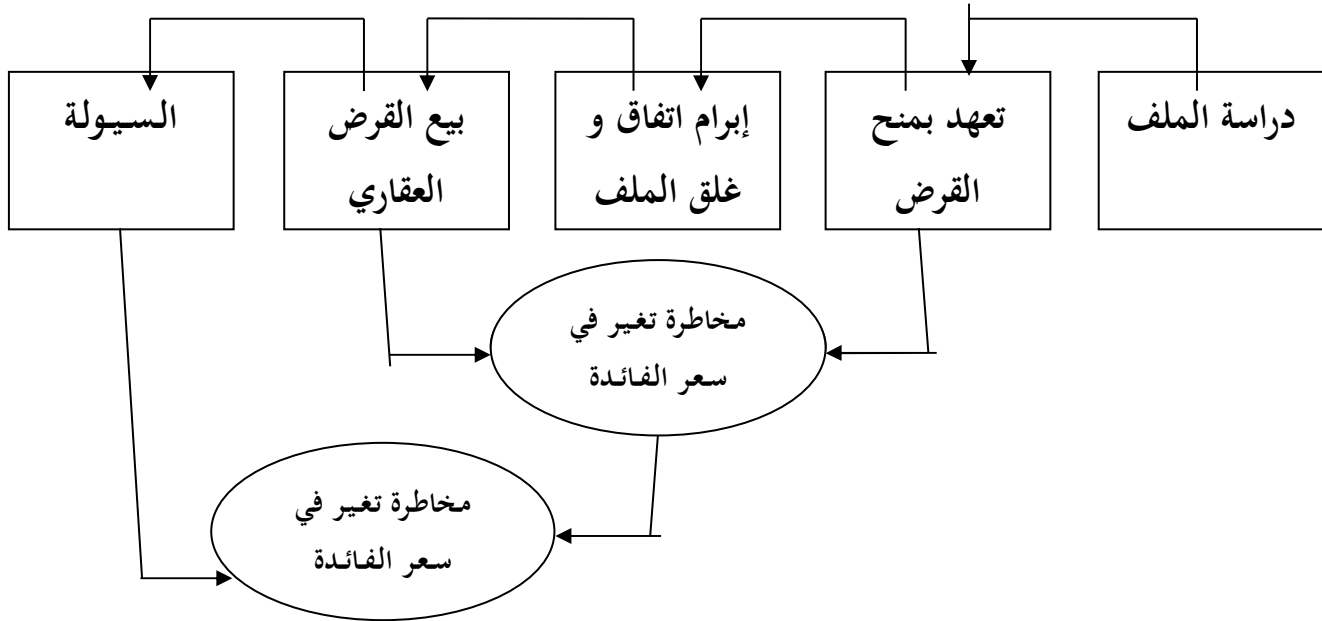 دراسة الملف
تعهد بمنح
القرض
إبرام اتفاق و
غلق الملف
بيع القرض
العقاري
السيولة
مخاطرة تغير في
سعر الفائدة
مخاطرة تغير في
سعر الفائدة